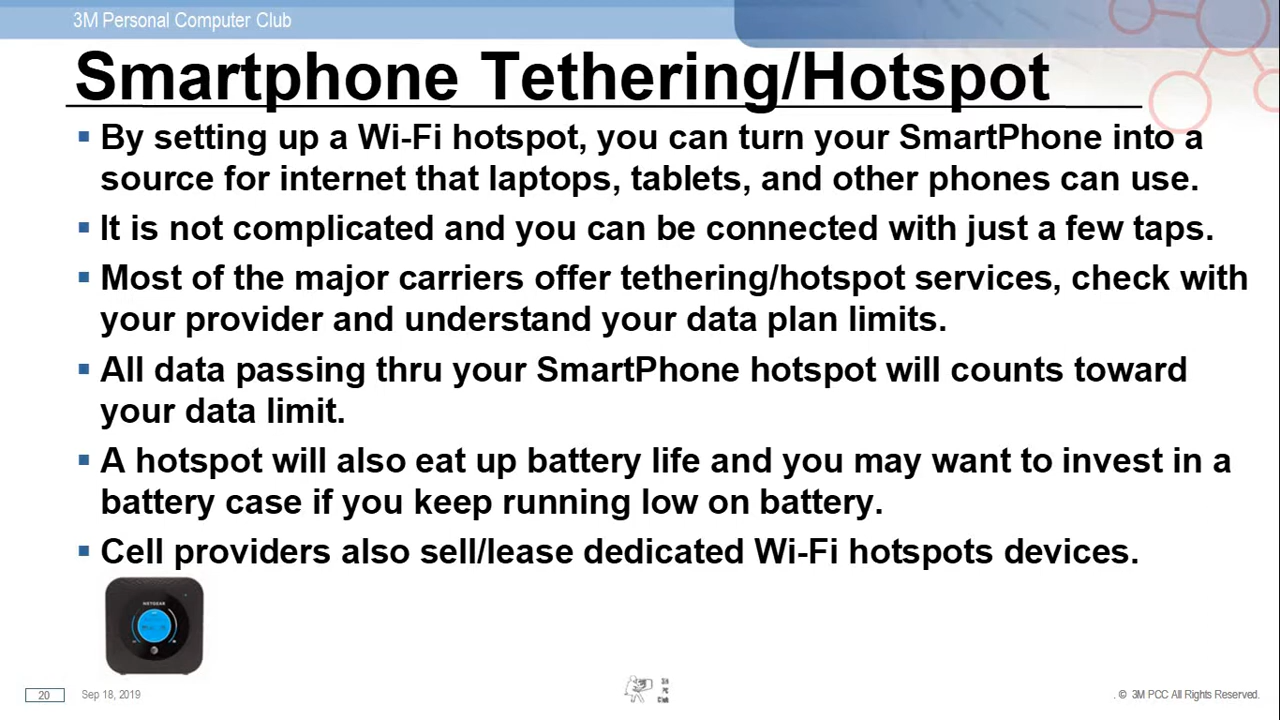 3M Personal Computer Club
Smartphone Tethering/Hotspot
▪ By setting up a Wi-Fi hotspot, you can turn your SmartPhone into a
source for internet that laptops, tablets, and other phones can use.
▪ It is not complicated and you can be connected with just a few taps.
▪ Most of the major carriers offer tethering/hotspot services, check with
your provider and understand your data plan limits.
▪ All data passing thru your SmartPhone hotspot will counts toward
your data limit.
▪ A hotspot will also eat up battery life and you may want to invest in a
battery case if you keep running low on battery.
▪ Cell providers also sell/lease dedicated Wi-Fi hotspots devices.
NETGEAR
20
Sep 18, 2019
PC
Club
. © 3M PCC All Rights Reserved.